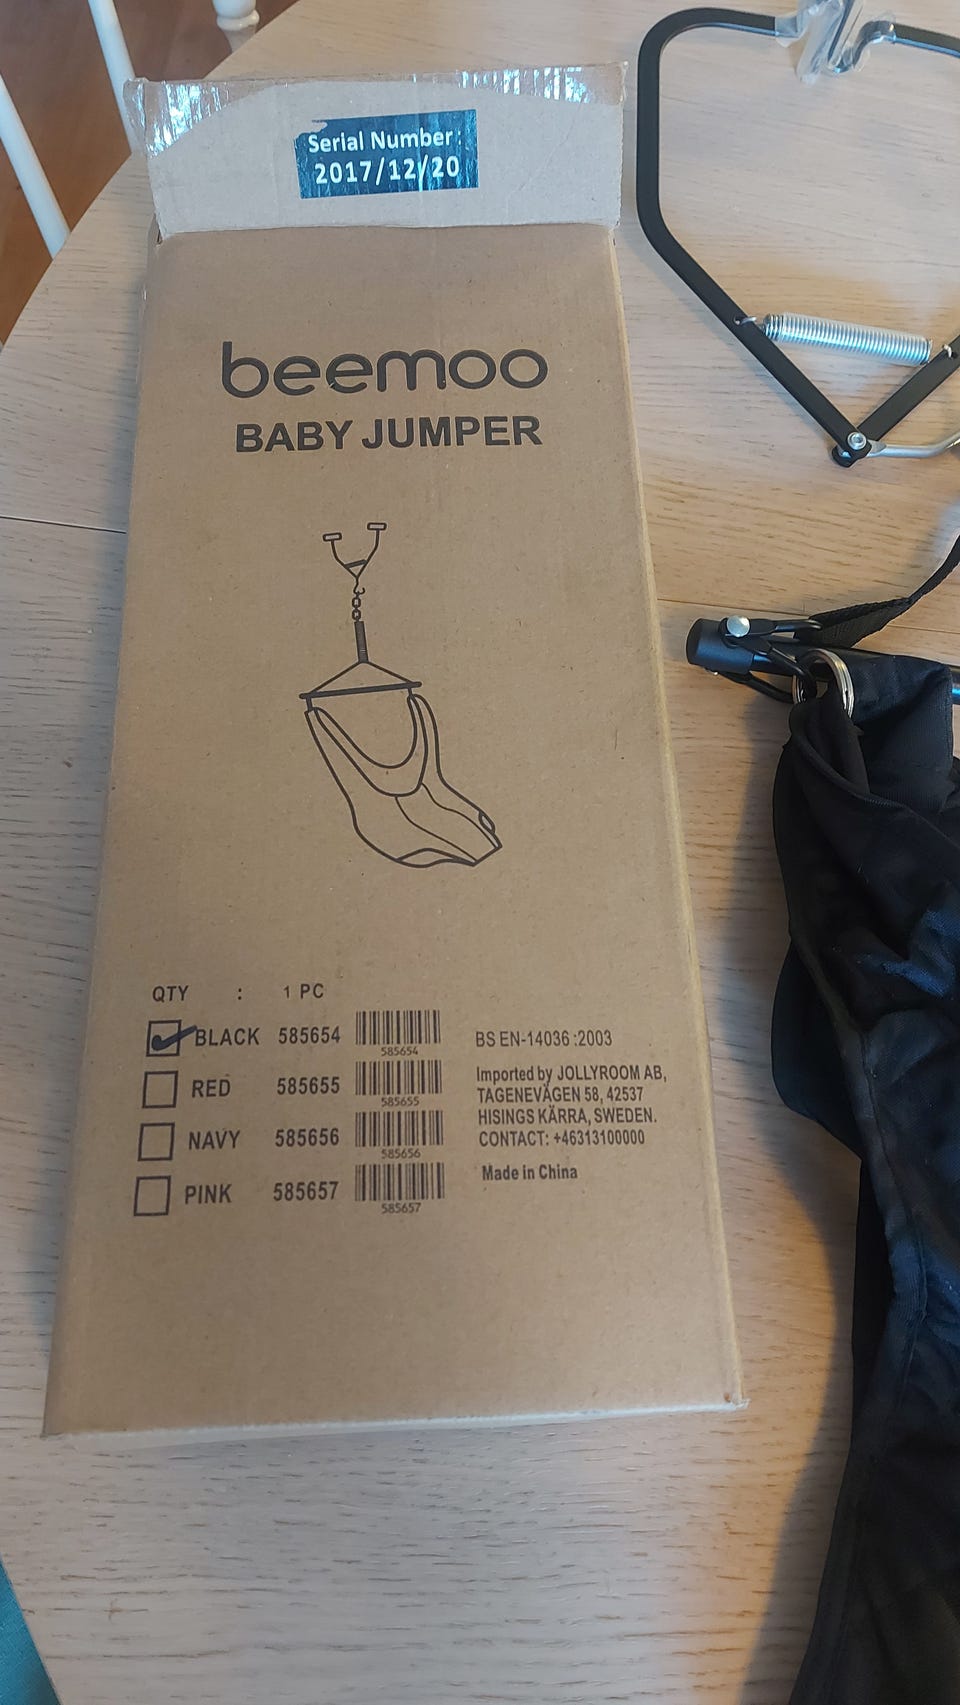 Serial Number:
2017/12/20
beemoo
BABY JUMPER
QTY : 1 PC
BLACK 585654
585654
RED 585655
585655
NAVY 585656
585656
PINK 585657
585657
BS EN-14036 :2003
Imported by JOLLYROOM AB,
TAGENEVÄGEN 58, 42537
HISINGS KÄRRA, SWEDEN.
CONTACT: +46313100000
Made in China